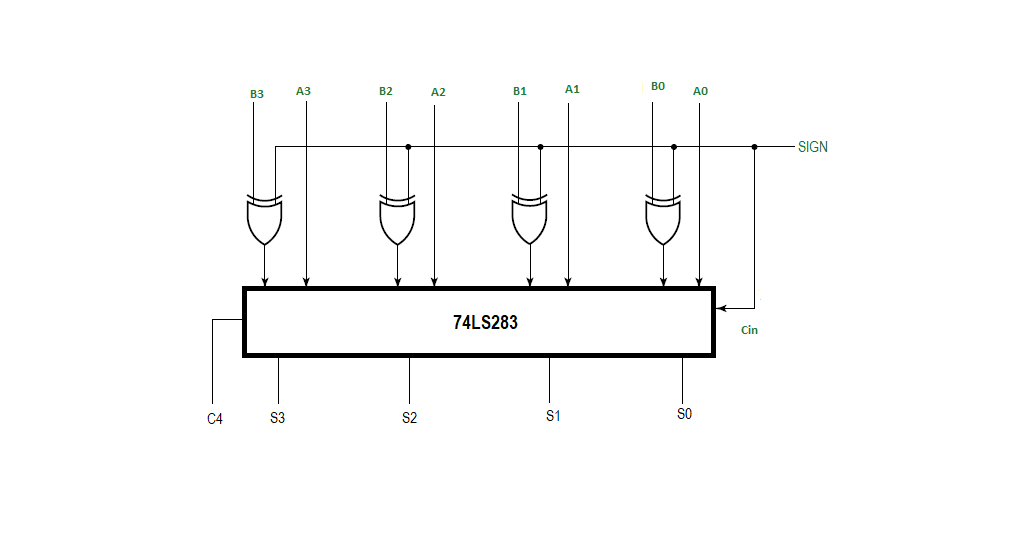 B3 A3 B2 A2 B1 A1 B0 A0
SIGN
74LS283
Cin
C4 S3 S2 S1 S0